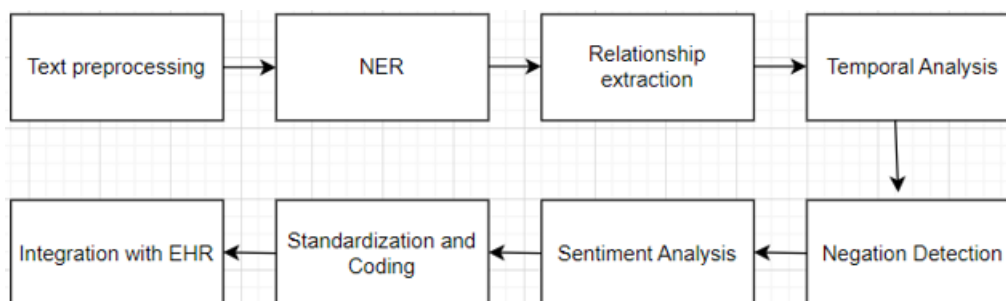 Text preprocessing
NER
Relationship
extraction
Temporal Analysis
Negation Detection
Sentiment Analysis
Standardization and
Coding
Integration with EHR